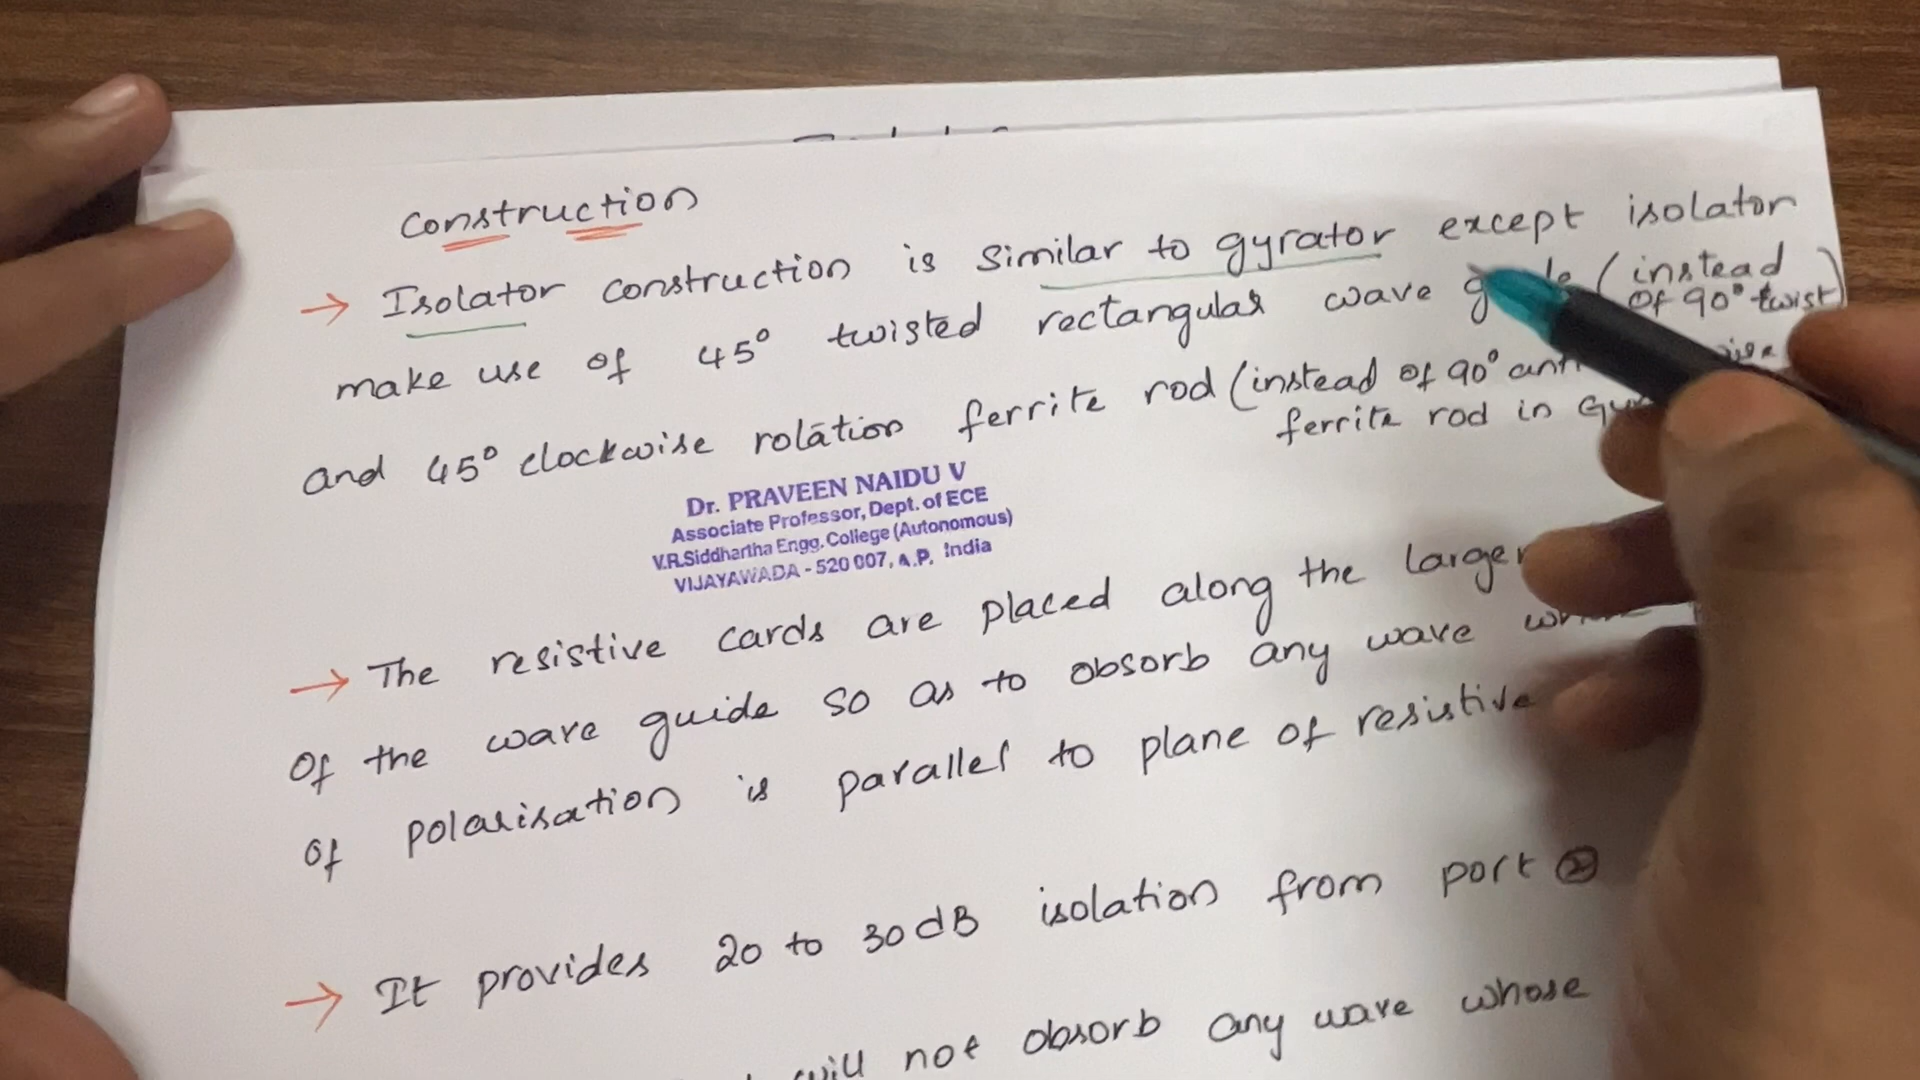 Construction
→ Isolator construction is similar to gyrator except isolator
make use of 45° twisted rectangular wave (instead
of 90° twist)
and 45° clockwise rotation ferrite rod (instead of 90°
ferrite rod in
Dr. PRAVEEN NAIDU V
Associate Professor, Dept. of ECE
V.R.Siddhartha Engg. College (Autonomous)
VIJAYAWADA - 520 007, A.P. India
→ The resistive cards are placed along the larger
of the wave guide so as to absorb any wave
of polarisation is parallel to plane of resistive
→ It provides 20 to 30dB isolation from port 2
will not absorb any wave whose